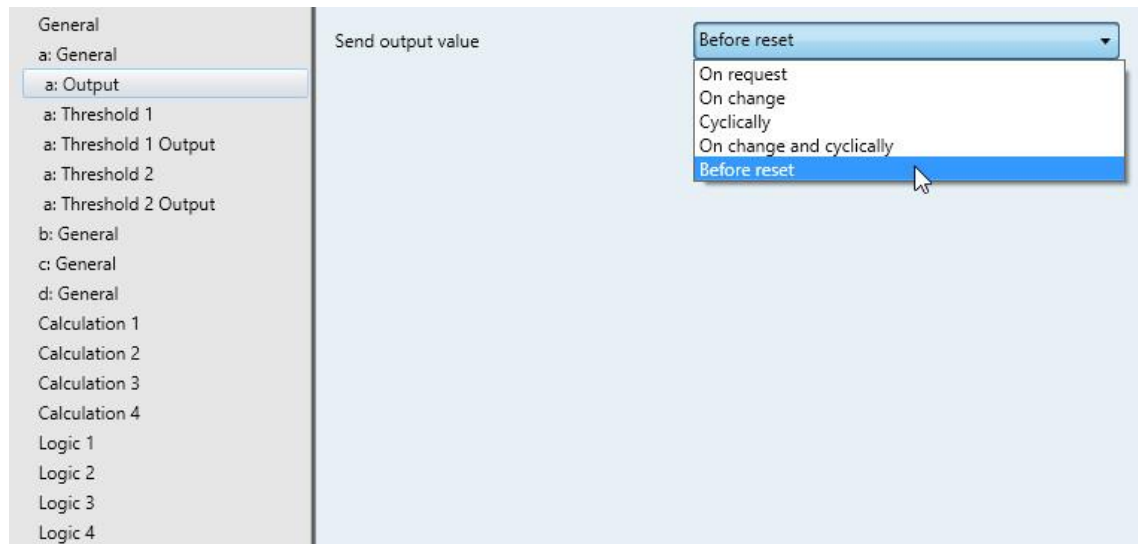 General
a: General
a: Output
a: Threshold 1
a: Threshold 1 Output
a: Threshold 2
a: Threshold 2 Output
b: General
c: General
d: General
Calculation 1
Calculation 2
Calculation 3
Calculation 4
Logic 1
Logic 2
Logic 3
Logic 4
Send output value
Before reset
On request
On change
Cyclically
On change and cyclically
Before reset